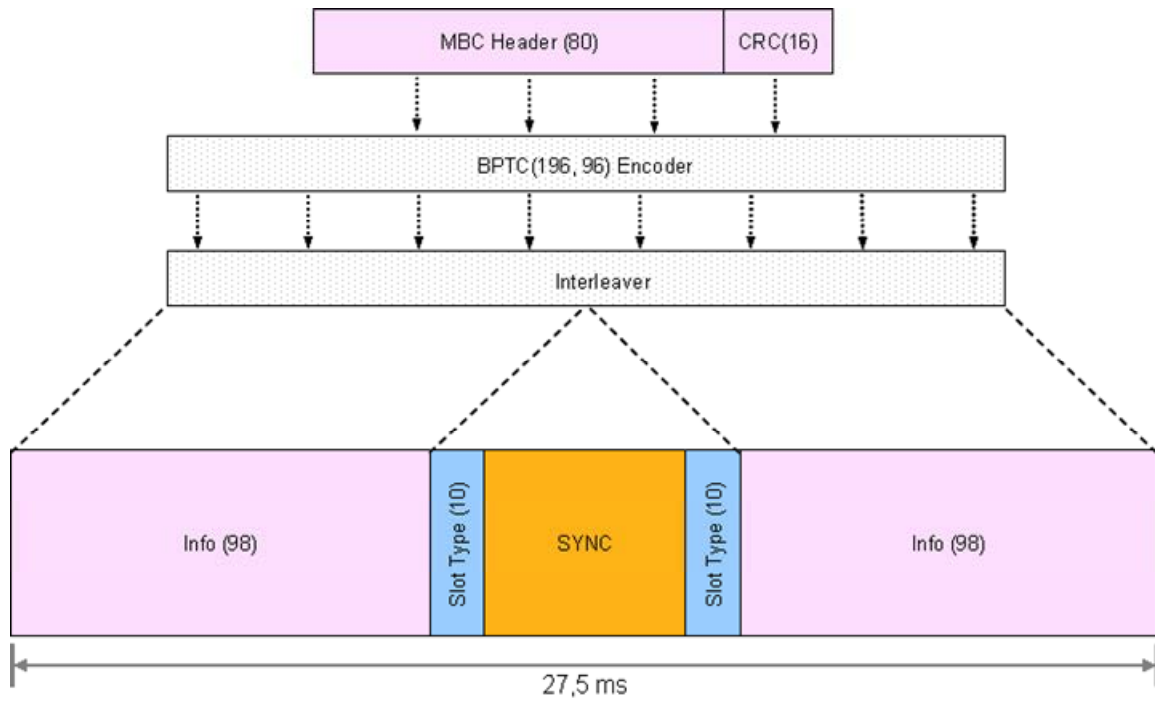 MBC Header (80)
CRC(16)
BPTC(196, 96) Encoder
Interleaver
Info (98)
Slot Type (10)
SYNC
Slot Type (10)
Info (98)
27,5 ms